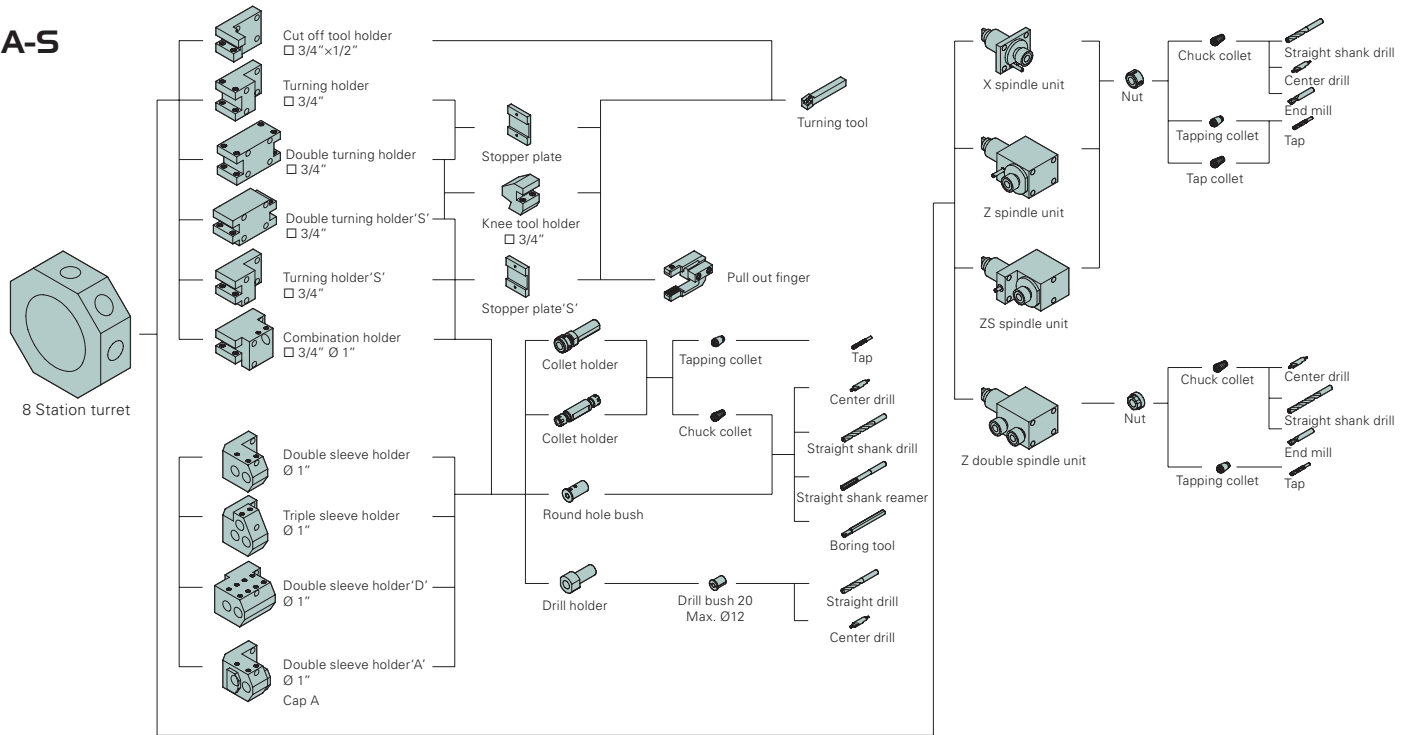 A-S
Cut off tool holder
□ 3/4"×1/2"
Turning holder
□ 3/4"
Double turning holder
□ 3/4"
Double turning holder'S'
□ 3/4"
Turning holder'S'
□ 3/4"
Combination holder
□ 3/4" Ø 1"
8 Station turret
Double sleeve holder
Ø 1"
Triple sleeve holder
Ø 1"
Double sleeve holder'D'
Ø 1"
Double sleeve holder'A'
Ø 1"
Cap A
Stopper plate
Knee tool holder
□ 3/4"
Stopper plate'S'
Turning tool
Pull out finger
Collet holder
Collet holder
Round hole bush
Drill holder
Tapping collet
Chuck collet
Drill bush 20
Max. Ø12
Tap
Center drill
Straight shank drill
Straight shank reamer
Boring tool
Straight drill
Center drill
X spindle unit
Z spindle unit
ZS spindle unit
Z double spindle unit
Nut
Chuck collet
Tapping collet
Tap collet
Straight shank drill
Center drill
End mill
Tap
Nut
Chuck collet
Tapping collet
Center drill
Straight shank drill
End mill
Tap